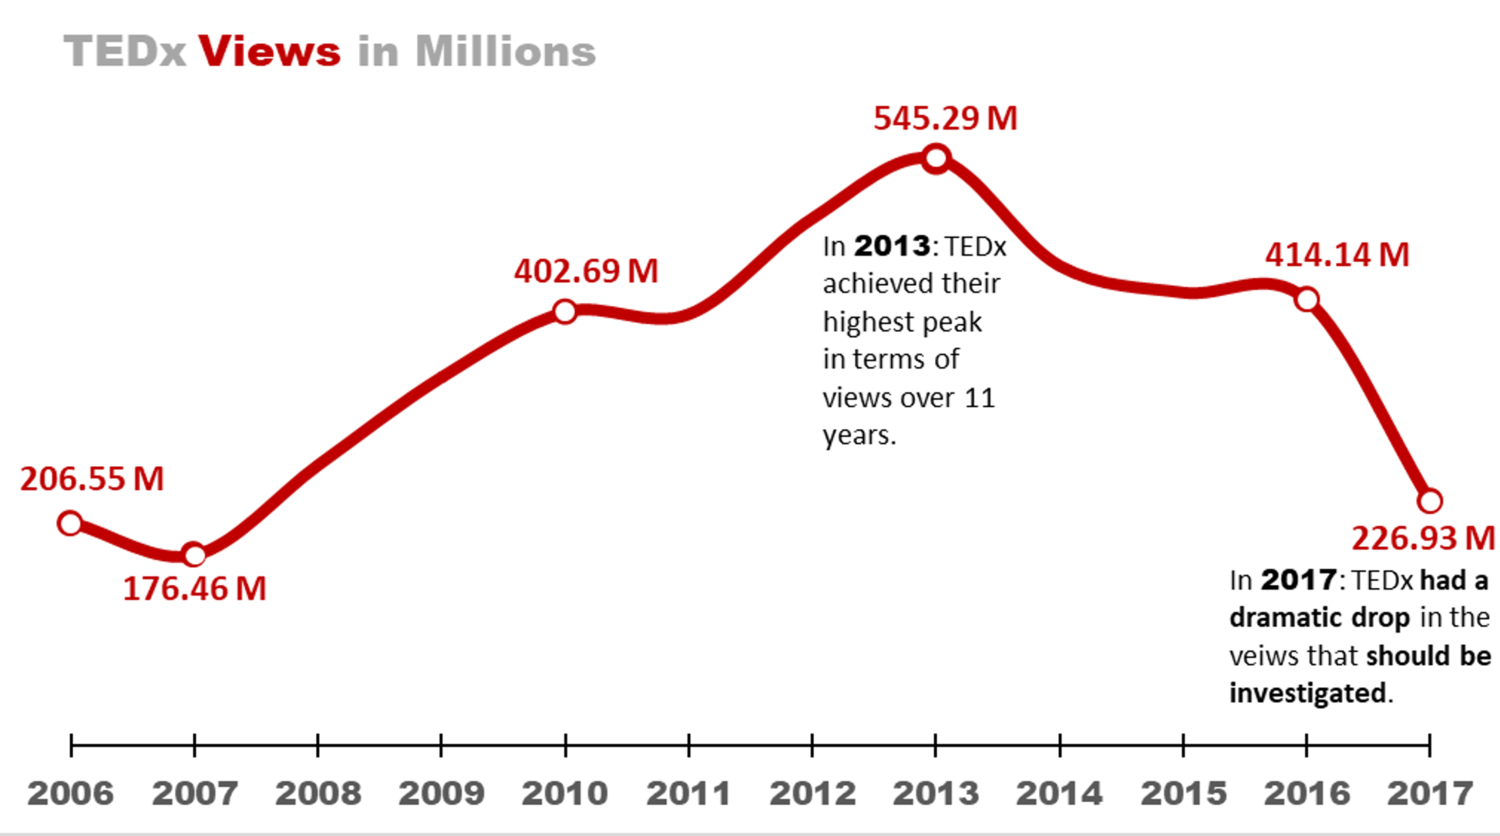 TEDx Views in Millions
545.29 M
402.69 M
414.14 M
In 2013: TEDx
achieved their
highest peak
in terms of
views over 11
years.
206.55 M
176.46 M
226.93 M
In 2017: TEDx had a
dramatic drop in the
veiws that should be
investigated.
2006 2007 2008 2009 2010 2011 2012 2013 2014 2015 2016 2017